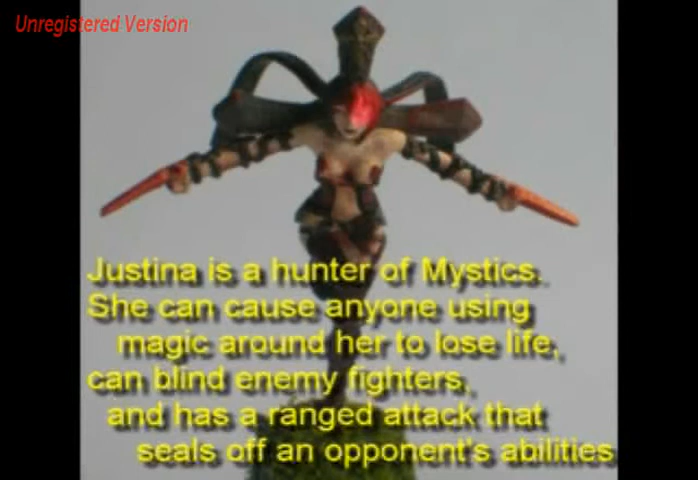 Unregistered Version
Justina is a hunter of Mystics.
She can cause anyone using
magic around her to lose life,
can blind enemy fighters,
and has a ranged attack that
seals off an opponent's abilities